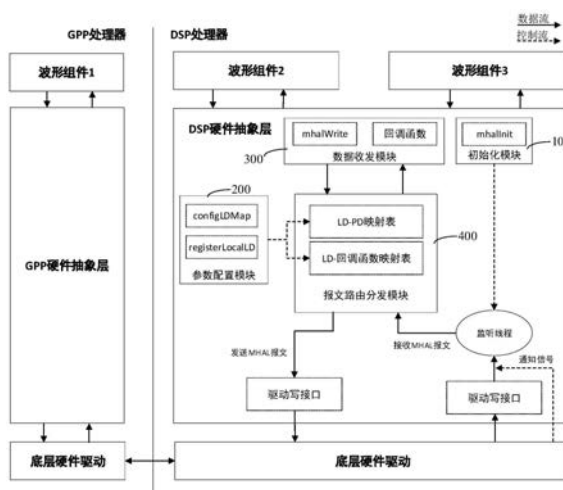 GPP处理器
DSP处理器
数据流
控制流
波形组件1
波形组件2
波形组件3
DSP硬件抽象层
mhalWrite
回调函数
300
数据收发模块
mhalInit
初始化模块
10
200
configLDMap
registerLocalLD
参数配置模块
LD-PD映射表
LD-回调函数映射表
400
报文路由分发模块
GPP硬件抽象层
监听线程
发送MHAL报文
接收MHAL报文
通知信号
驱动写接口
驱动写接口
底层硬件驱动
底层硬件驱动